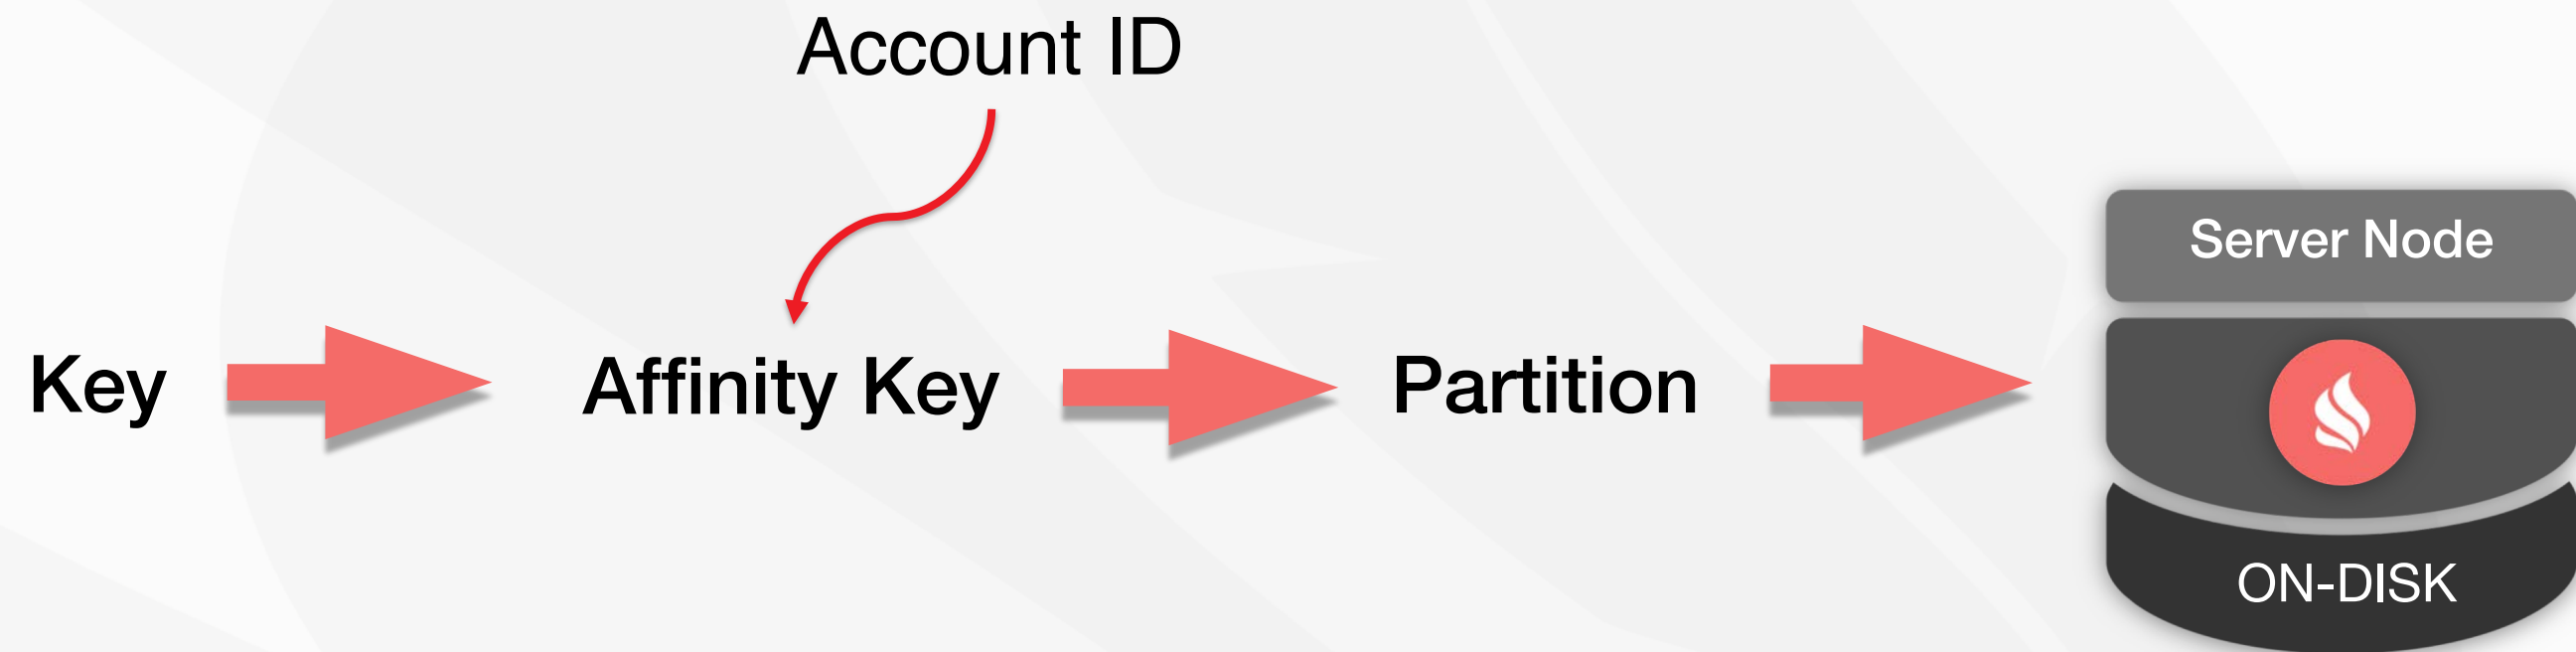 Account ID
Server Node
Key
Affinity Key
Partition
ON-DISK